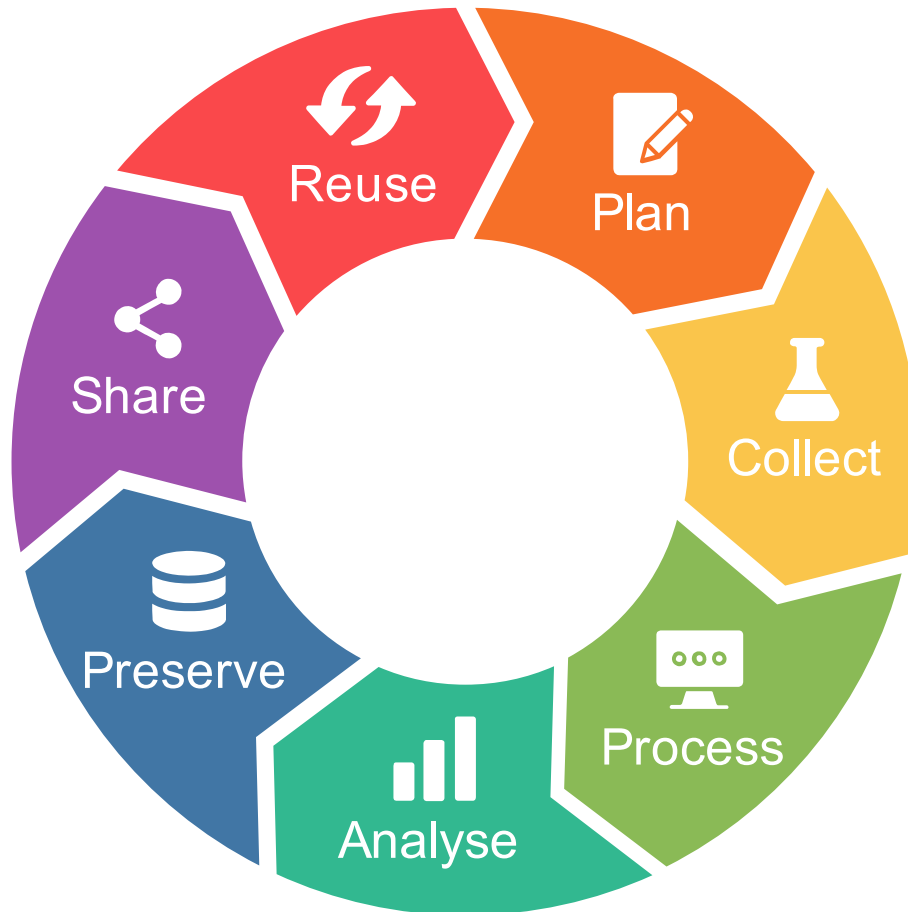 Reuse
Plan
Collect
Process
Analyse
Preserve
Share